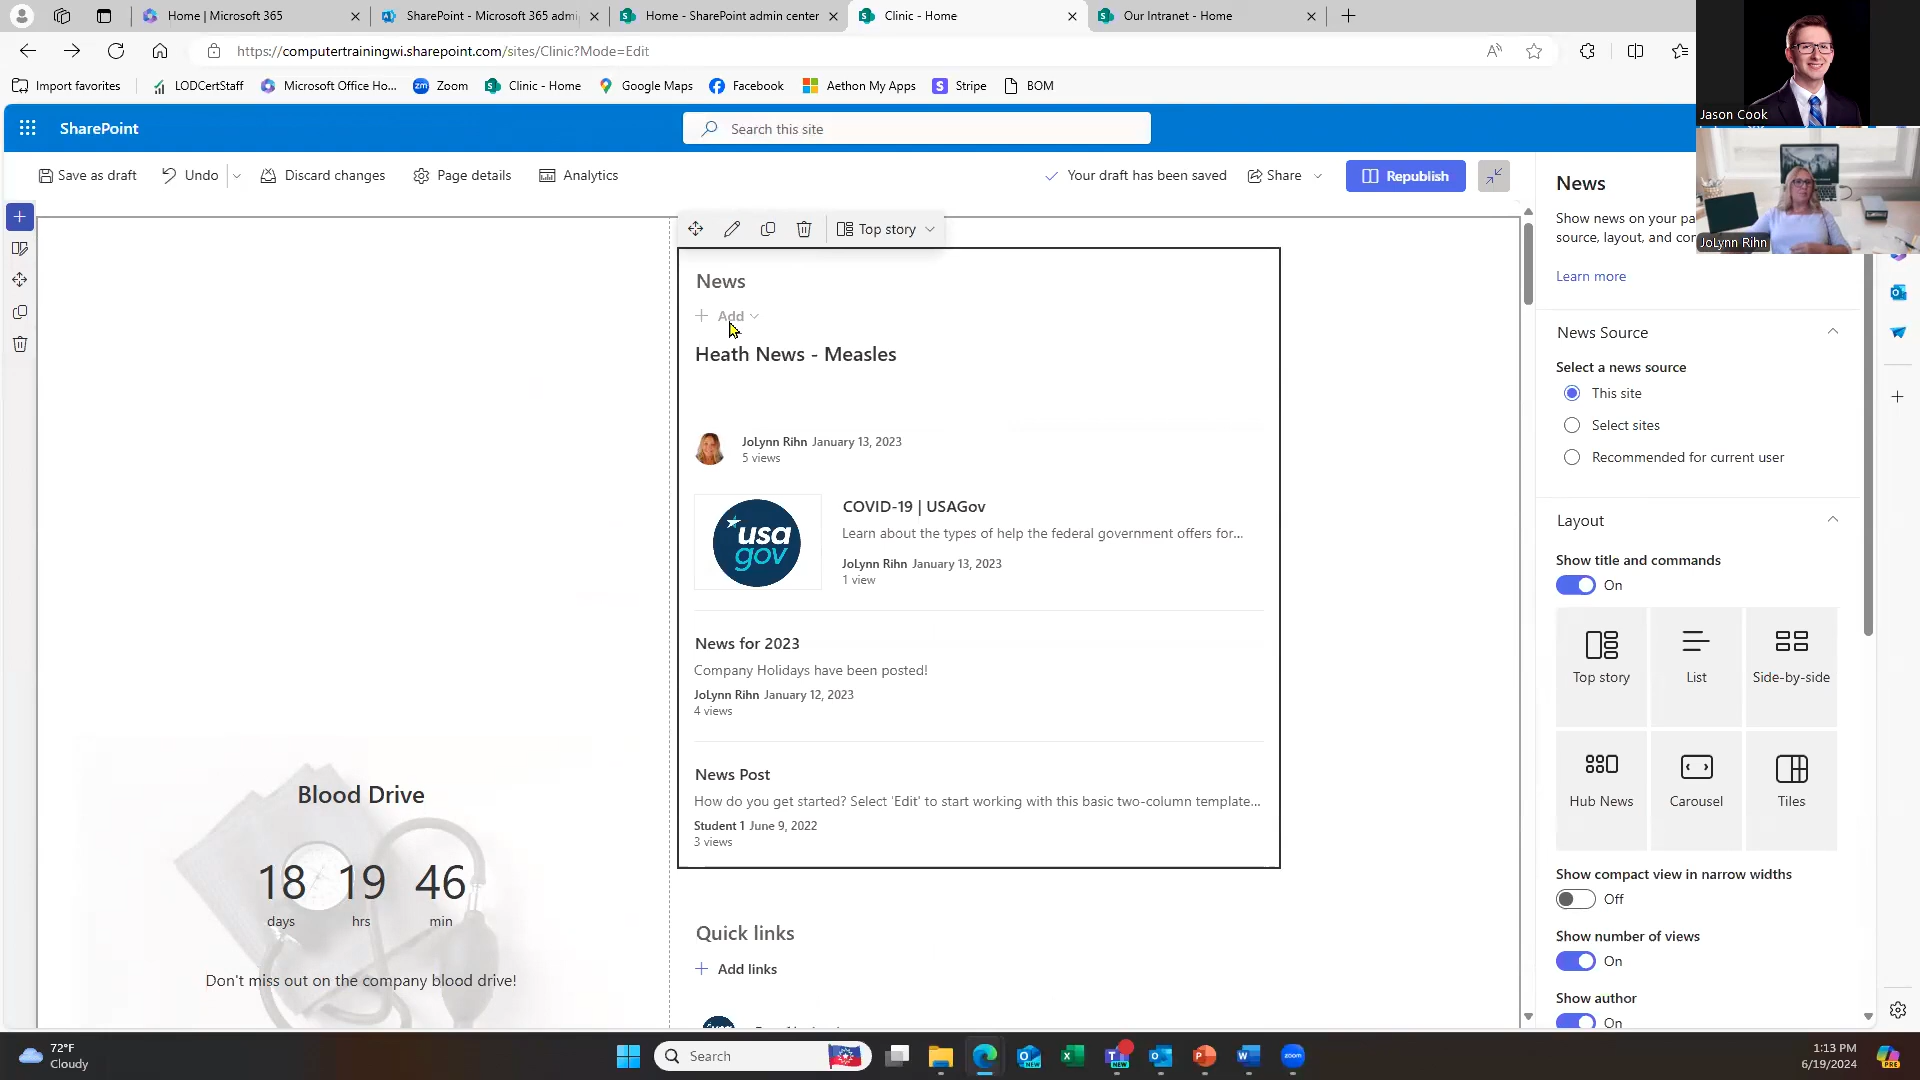 Home | Microsoft 365
SharePoint - Microsoft 365 admi
Home - SharePoint admin center
Clinic - Home
Our Intranet - Home
https://computertrainingwi.sharepoint.com/sites/Clinic?Mode=Edit
Import favorites
LODCertStaff
Microsoft Office Ho...
Zoom
Clinic - Home
Google Maps
Facebook
Aethon My Apps
Stripe
BOM
Jason Cook
JoLynn Rihn
SharePoint
Search this site
Save as draft
Undo
Discard changes
Page details
Analytics
Your draft has been saved
Share
Republish
Top story
News
Add
Heath News - Measles
JoLynn Rihn January 13, 2023
5 views
usa
gov
COVID-19 | USAGov
Learn about the types of help the federal government offers for...
JoLynn Rihn January 13, 2023
1 view
News for 2023
Company Holidays have been posted!
JoLynn Rihn January 12, 2023
4 views
News Post
How do you get started? Select 'Edit' to start working with this basic two-column template...
Student 1 June 9, 2022
3 views
Quick links
Add links
Blood Drive
18 19 46
days hrs min
Don't miss out on the company blood drive!
News
Show news on your pa
source, layout, and cor
Learn more
News Source
Select a news source
This site
Select sites
Recommended for current user
Layout
Show title and commands
On
Top story
List
Side-by-side
Hub News
Carousel
Tiles
Show compact view in narrow widths
Off
Show number of views
On
Show author
On
72°F
Cloudy
Search
1:13 PM
6/19/2024